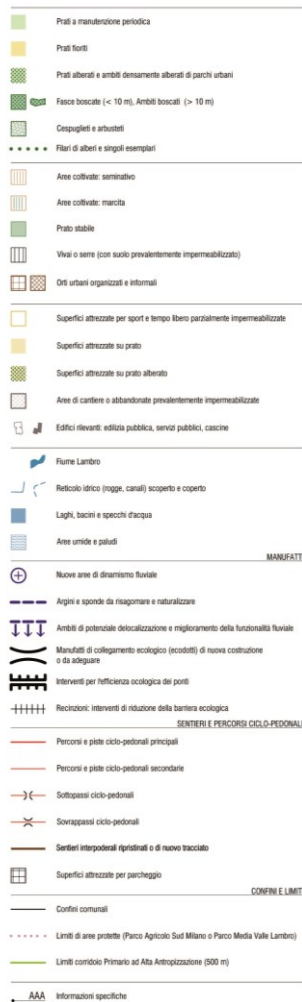 Prati a manutenzione periodica
Prati fioriti
Prati alberati e ambiti densamente alberati di parchi urbani
Fasce boscate (< 10 m), Ambiti boscati (> 10 m)
Cespuglieti e arbusteti
Filari di alberi e singoli esemplari
Aree coltivate: seminativo
Aree coltivate: marcita
Prato stabile
Vivai o serre (con suolo prevalentemente impermeabilizzato)
Orti urbani organizzati e informali
Superfici attrezzate per sport e tempo libero parzialmente impermeabilizzate
Superfici attrezzate su prato
Superfici attrezzate su prato alberato
Aree di cantiere o abbandonate prevalentemente impermeabilizzate
Edifici rilevanti: edilizia pubblica, servizi pubblici, cascine
Fiume Lambro
Reticolo idrico (rogge, canali) scoperto e coperto
Laghi, bacini e specchi d'acqua
Aree umide e paludi
MANUFATT
Nuove aree di dinamismo fluviale
Argini e sponde da risagomare e naturalizzare
Ambiti di potenziale delocalizzazione e miglioramento della funzionalità fluviale
Manufatti di collegamento ecologico (ecodotti) di nuova costruzione
o da adeguare
Interventi per l'efficienza ocologica dei ponti
Recinzioni: interventi di riduzione della barriera ecologica
SENTIERI E PERCORSI CICLO-PEDONALI
Percorsi e piste ciclo-pedonali principali
Percorsi e piste ciclo-pedonali secondarie
Sottopassi ciclo-pedonali
Sovrappassi ciclo-pedonali
Sentieri interpoderali ripristinati o di nuovo tracciato
Superfici attrezzate per parcheggio
CONFINI E LIMITI
Confini comunali
Limiti di aree protette (Parco Agricolo Sud Milano o Parco Media Valle Lambro)
Limiti corridoio Primario ad Alta Antropizzazione (500 m)
AAA Informazioni specifiche